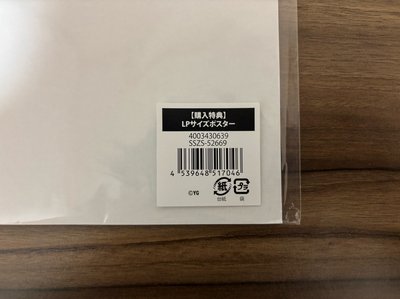 【購入特典】
LPサイズポスター
4003430639
SSZS-52669
4 539648 517046
©YG
紙 プラ
台紙 袋